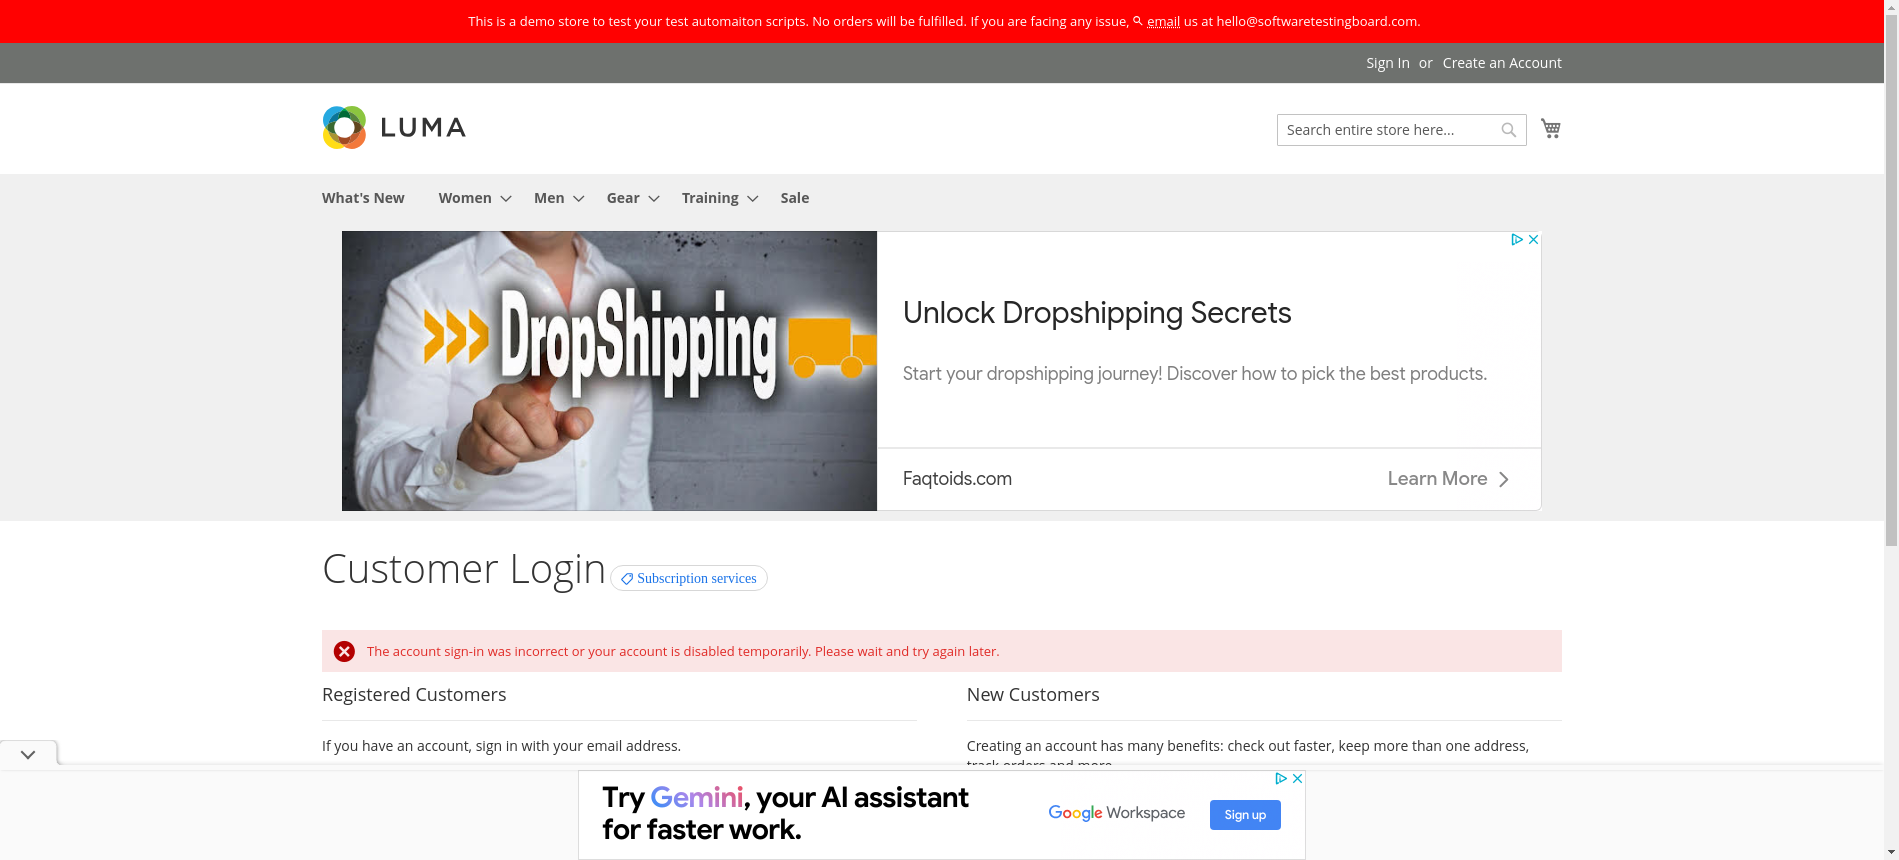 This is a demo store to test your test automaiton scripts. No orders will be fulfilled. If you are facing any issue, email us at hello@softwaretestingboard.com.
Sign In or Create an Account
LUMA
Search entire store here...
What's New Women Men Gear Training Sale
DropShipping
Unlock Dropshipping Secrets
Start your dropshipping journey! Discover how to pick the best products.
Faqtoids.com
Learn More
Customer Login
Subscription services
The account sign-in was incorrect or your account is disabled temporarily. Please wait and try again later.
Registered Customers
If you have an account, sign in with your email address.
New Customers
Creating an account has many benefits: check out faster, keep more than one address,
track orders and more.
Try Gemini, your AI assistant
for faster work.
Google Workspace
Sign up